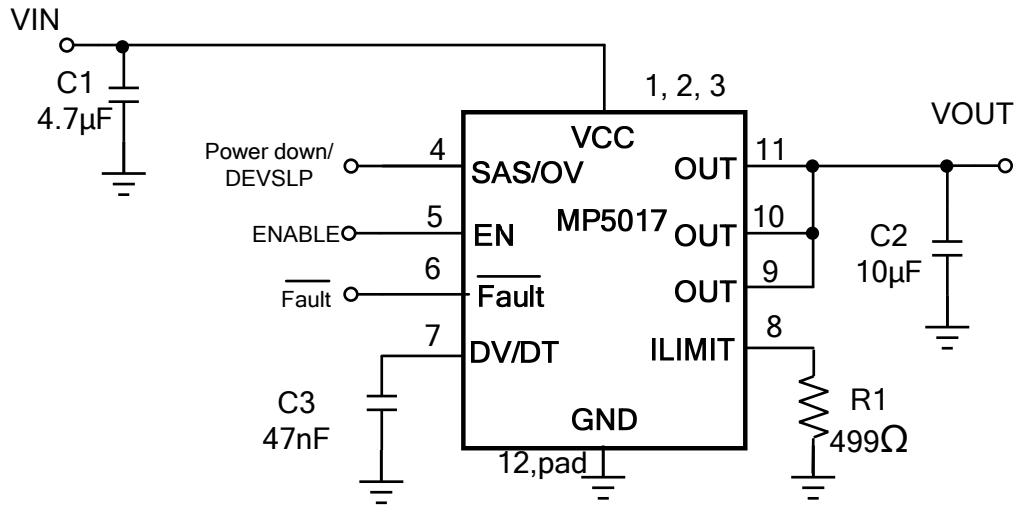 VIN
C1
4.7µF
1, 2, 3
VOUT
Power down/
DEVSLP
4
SAS/OV
VCC
OUT
11
ENABLE
5
EN
MP5017
OUT
10
Fault
6
Fault
OUT
9
C2
10µF
7
DV/DT
ILIMIT
8
C3
47nF
GND
R1
499Ω
12,pad